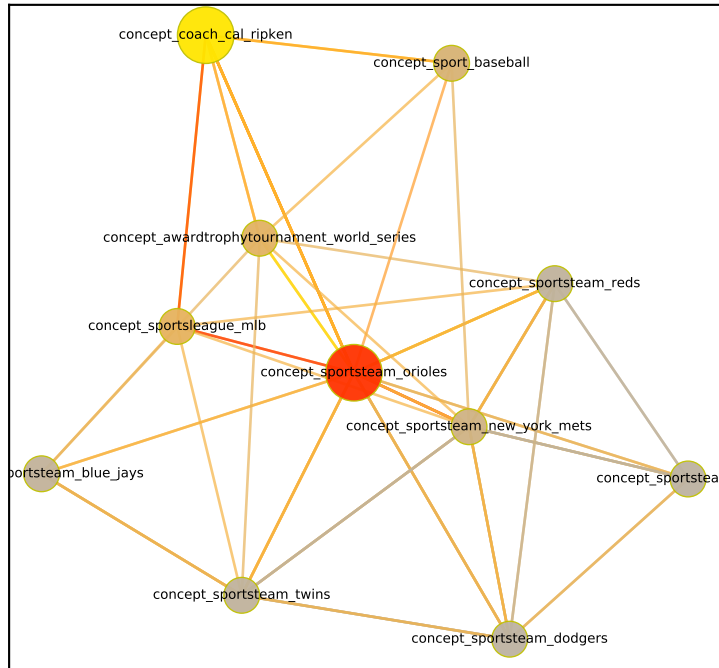 concept_coach_cal_ripken
concept_sport_baseball
concept_awardtrophytournament_world_series
concept_sportsteam_reds
concept_sportsleague_mlb
concept_sportsteam_orioles
concept_sportsteam_new_york_mets
portsteam_blue_jays
concept_sportstea
concept_sportsteam_twins
concept_sportsteam_dodgers